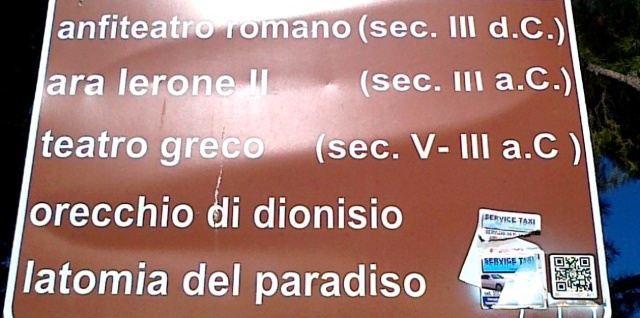 anfiteatro romano (sec. III d.C.)
ara Ierone II (sec. III a.C.)
teatro greco (sec. V- III a.C )
orecchio di dionisio
latomia del paradiso
SERVICE TAXI
SERVICE TAXI